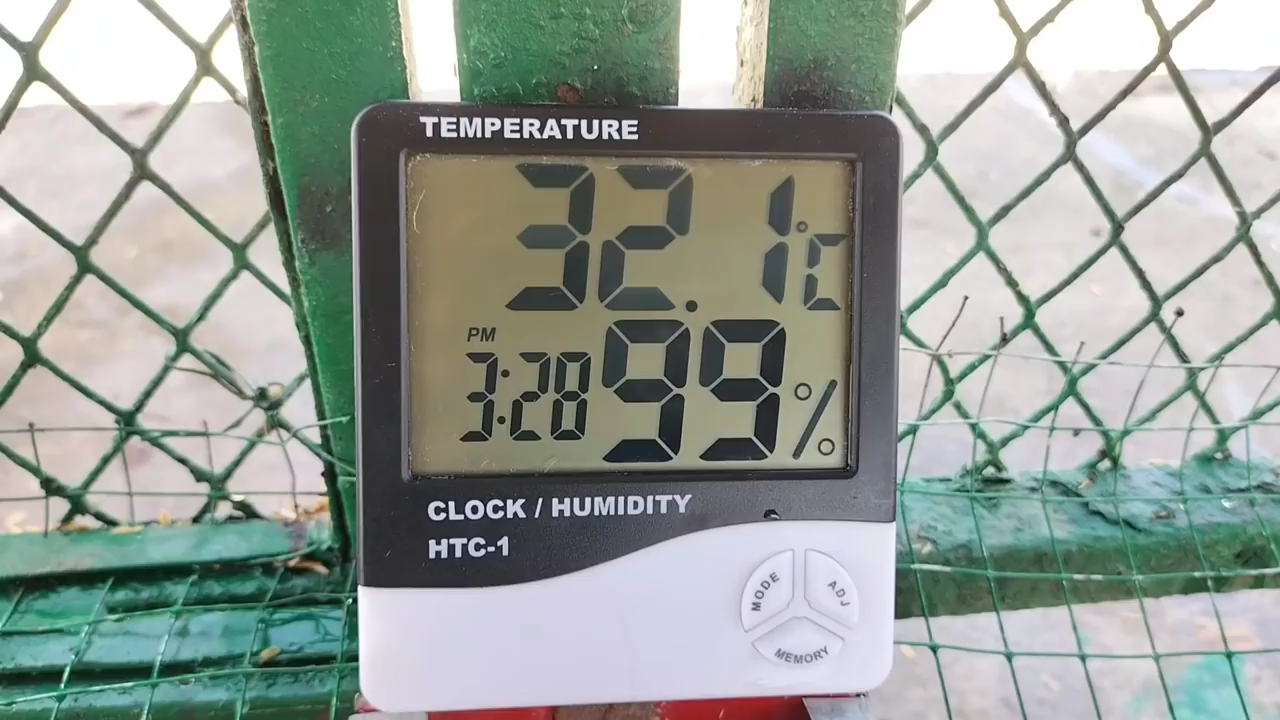 TEMPERATURE
32.1°C
PM
3:28 99%
CLOCK / HUMIDITY
HTC-1
MODE
ADJ
MEMORY